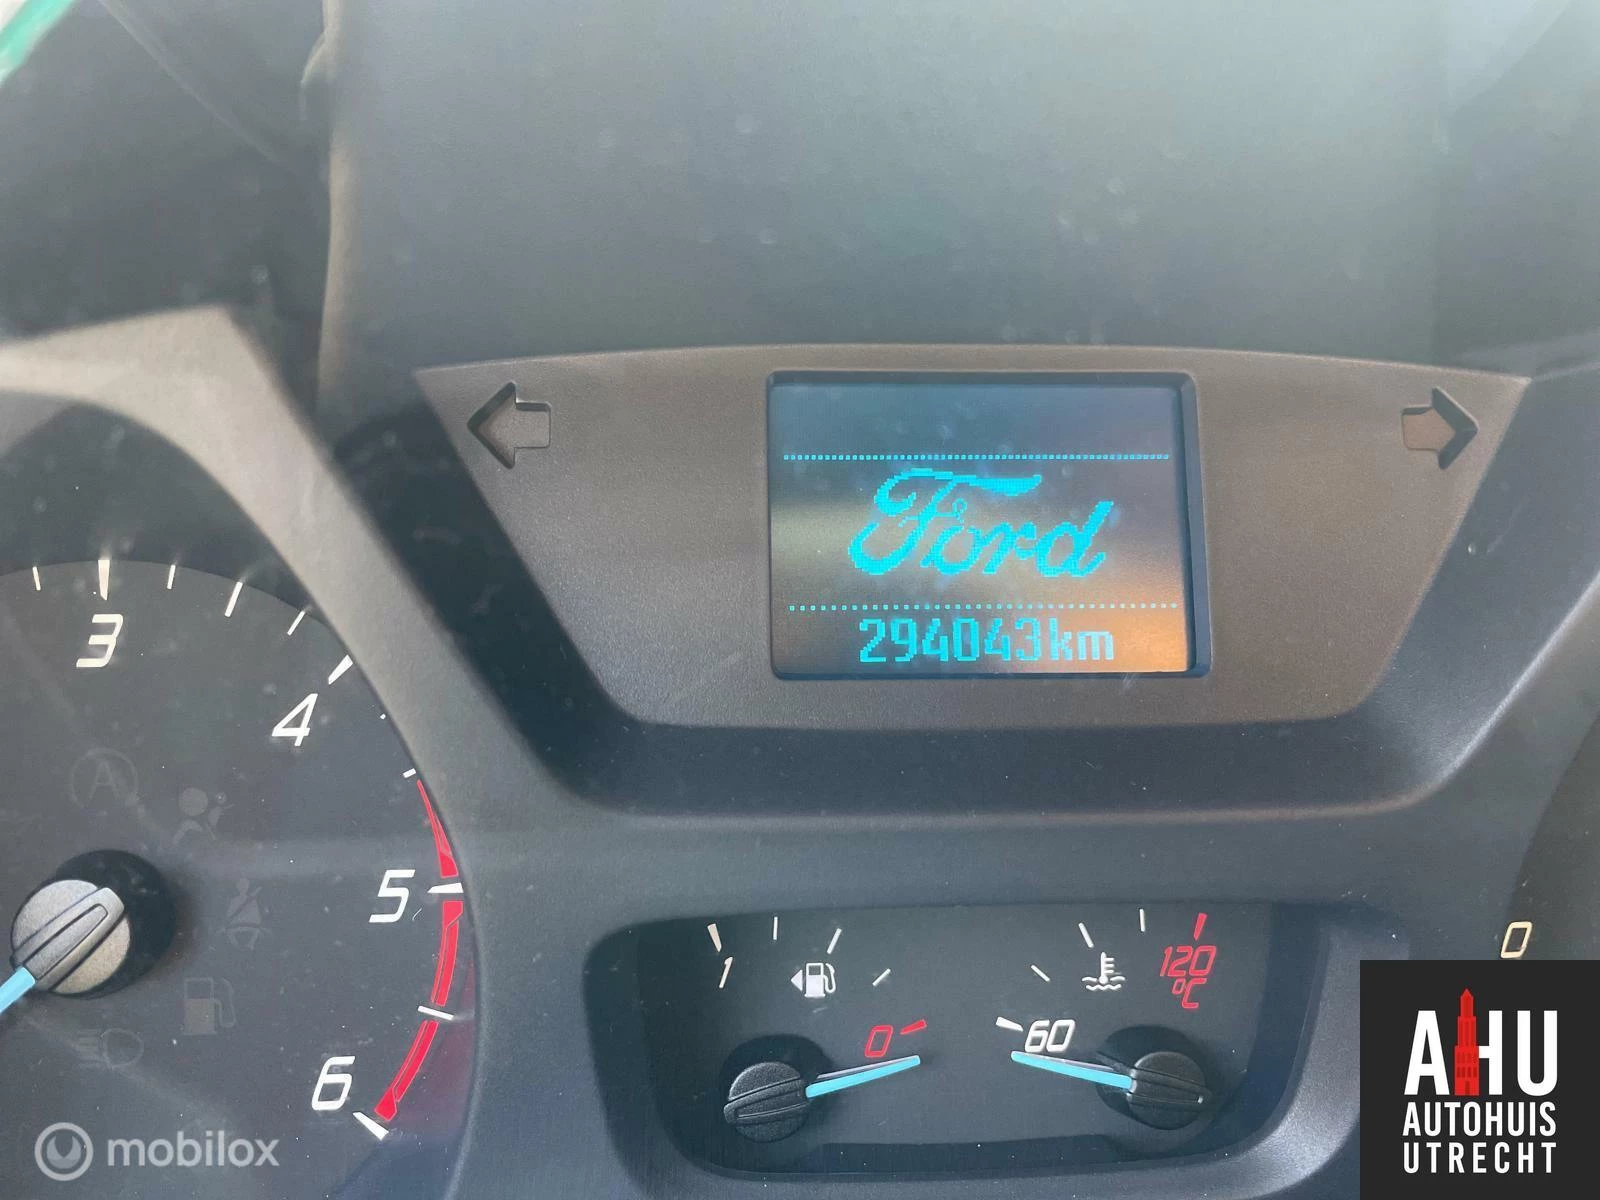 Ford
294043km
3
4
5
6
1
0
60
120
°C
0
AHU
AUTOHUIS
UTRECHT
mobilox